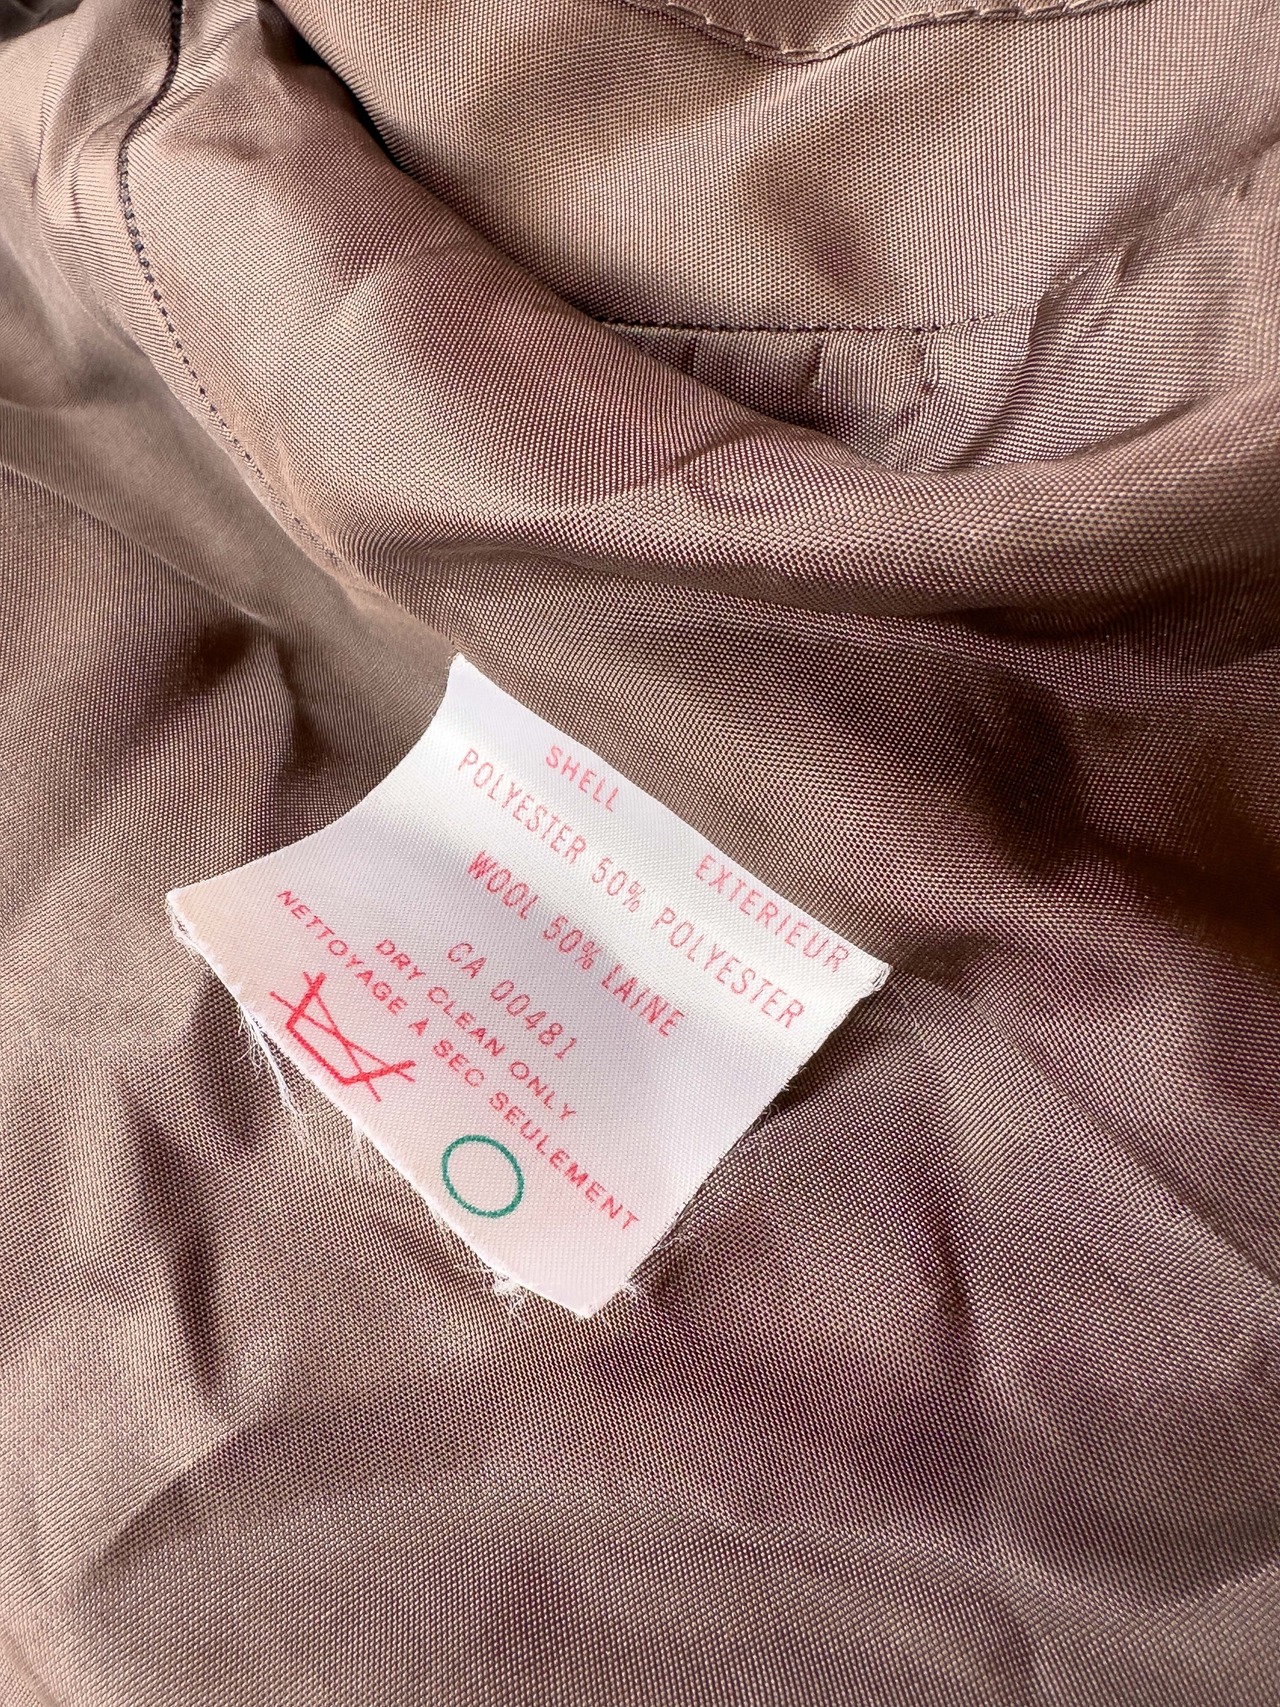 SHELL EXTERIEUR
POLYESTER 50% POLYESTER
WOOL 50% LAINE
CA 00481
DRY CLEAN ONLY
NETTOYAGE À SEC SEULEMENT